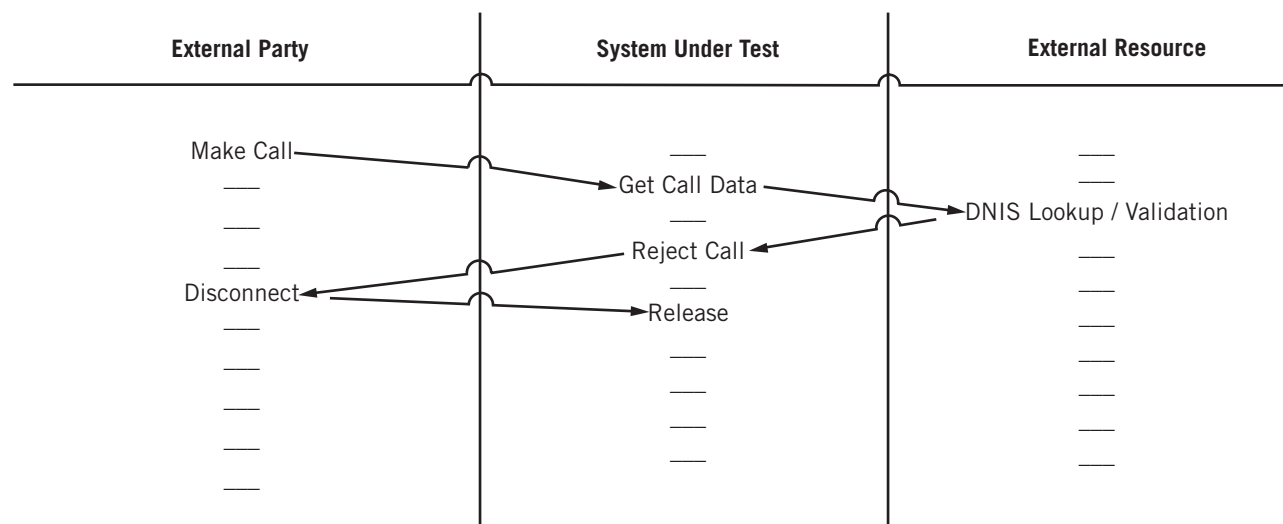 External Party
System Under Test
External Resource
Make Call
Get Call Data
DNIS Lookup / Validation
Reject Call
Disconnect
Release